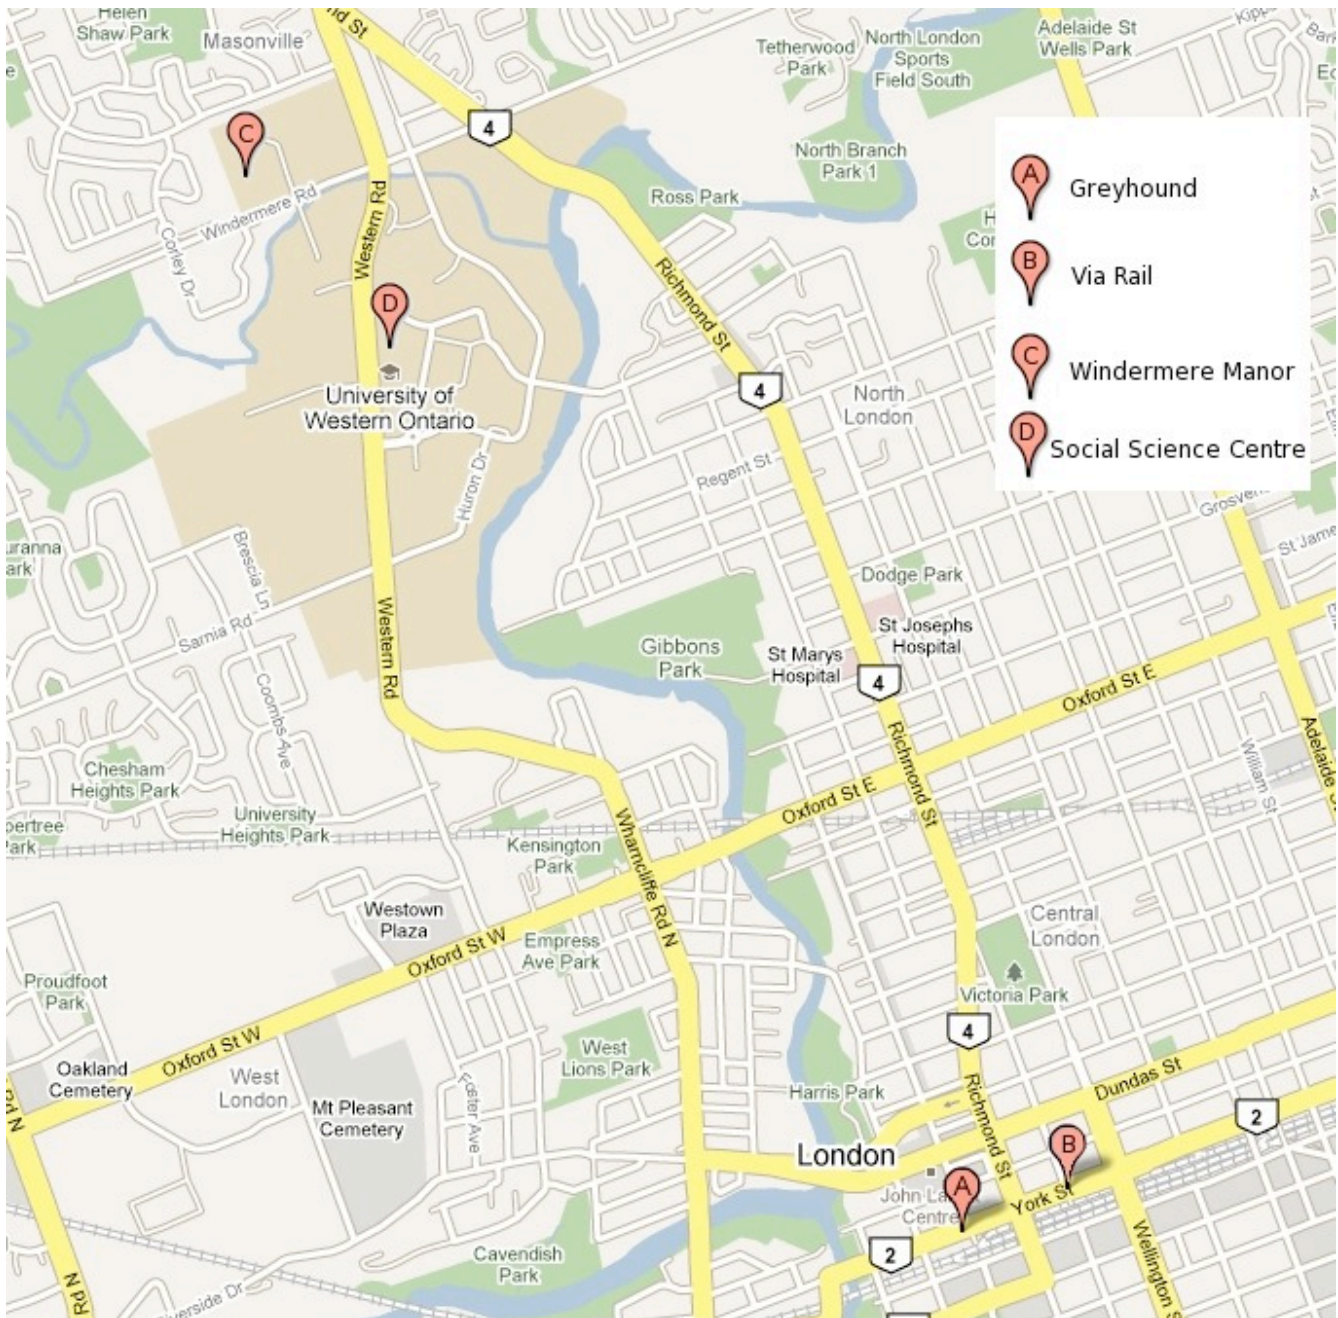 Helen
Shaw Park
Masonville
nd St
Tetherwood
Park
North London
Sports
Field South
Adelaide St
Wells Park
C
4
North Branch
Park 1
Ross Park
Windermere Rd
Corley Dr
Western Rd
A
Greyhound
B
Via Rail
C
Windermere Manor
D
Social Science Centre
D
Richmond St
University of
Western Ontario
4
North
London
Regent St
Huron Dr
St Jame
Brescia Ln
Dodge Park
Sarnia Rd
Western Rd
Gibbons
Park
St Josephs
Hospital
St Marys
Hospital
4
Oxford St E
Coombs Ave
Richmond St
Adelaide
William St
Chesham
Heights Park
University
Heights Park
Oxford St E
Kensington
Park
Wharncliffe Rd N
Westown
Plaza
Central
London
Oxford St W
Empress
Ave Park
Proudfoot
Park
Victoria Park
4
Oxford St W
West
Lions Park
Oakland
Cemetery
West
London
Harris Park
Dundas St
Mt Pleasant
Cemetery
Foster Ave
Richmond St
2
London
B
A
York St
Centre
2
Cavendish
Park
Wellington S
Rd N
Rd N